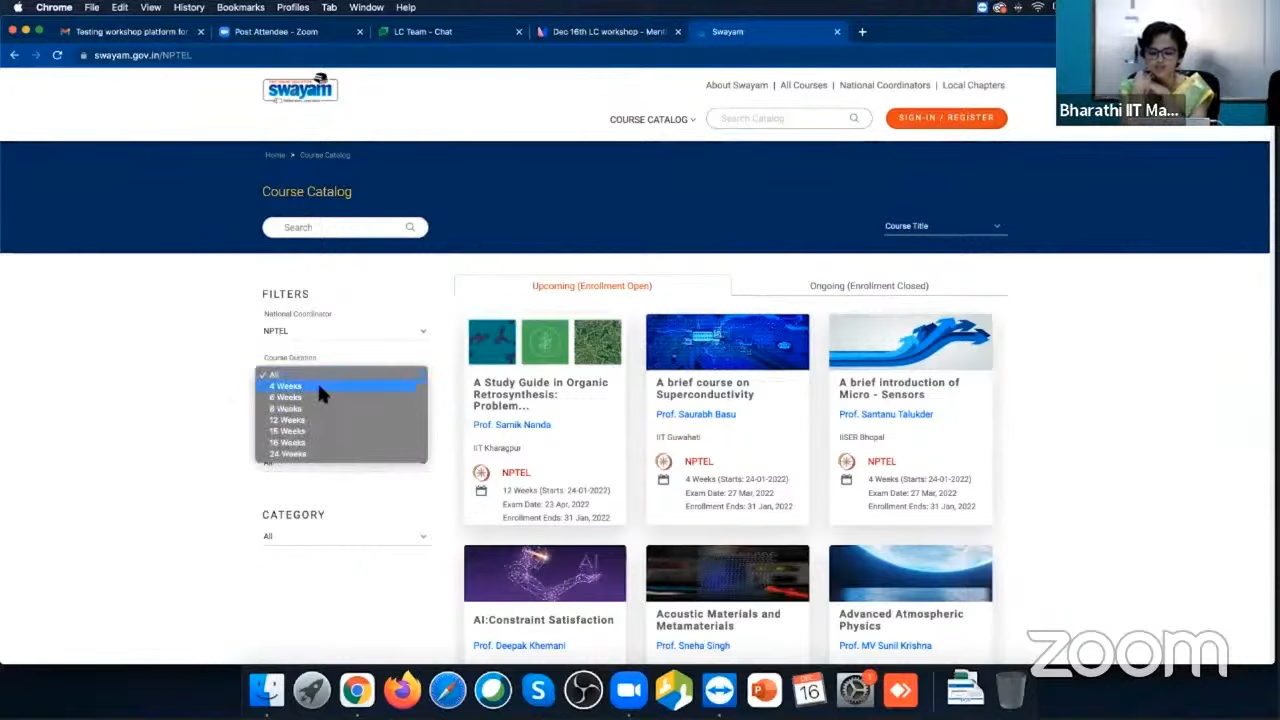 Chrome File Edit View History Bookmarks Profiles Tab Window Help
Testing workshop platform for
Post Attendee - Zoom
LC Team - Chat
Dec 16th LC workshop - Menti
Swayam
swayam.gov.in/NPTEL
Bharathi IIT Ma...
swayam
About Swayam | All Courses | National Coordinators | Local Chapters
COURSE CATALOG
Search Catalog
SIGN-IN / REGISTER
Home > Course Catalog
Course Catalog
Search
Course Title
FILTERS
National Coordinator
NPTEL
Course Duration
All
4 Weeks
6 Weeks
8 Weeks
12 Weeks
15 Weeks
16 Weeks
24 Weeks
All
CATEGORY
All
Upcoming (Enrollment Open)
Ongoing (Enrollment Closed)
A Study Guide in Organic
Retrosynthesis:
Problem...
Prof. Samik Nanda
IIT Kharagpur
NPTEL
12 Weeks (Starts: 24-01-2022)
Exam Date: 23 Apr, 2022
Enrollment Ends: 31 Jan, 2022
A brief course on
Superconductivity
Prof. Saurabh Basu
IIT Guwahati
NPTEL
4 Weeks (Starts: 24-01-2022)
Exam Date: 27 Mar, 2022
Enrollment Ends: 31 Jan, 2022
A brief introduction of
Micro - Sensors
Prof. Santanu Talukder
IISER Bhopal
NPTEL
4 Weeks (Starts: 24-01-2022)
Exam Date: 27 Mar, 2022
Enrollment Ends: 31 Jan, 2022
AI
AI:Constraint Satisfaction
Prof. Deepak Khemani
Acoustic Materials and
Metamaterials
Prof. Sneha Singh
Advanced Atmospheric
Physics
Prof. MV Sunil Krishna
zoom
DEC
16
1